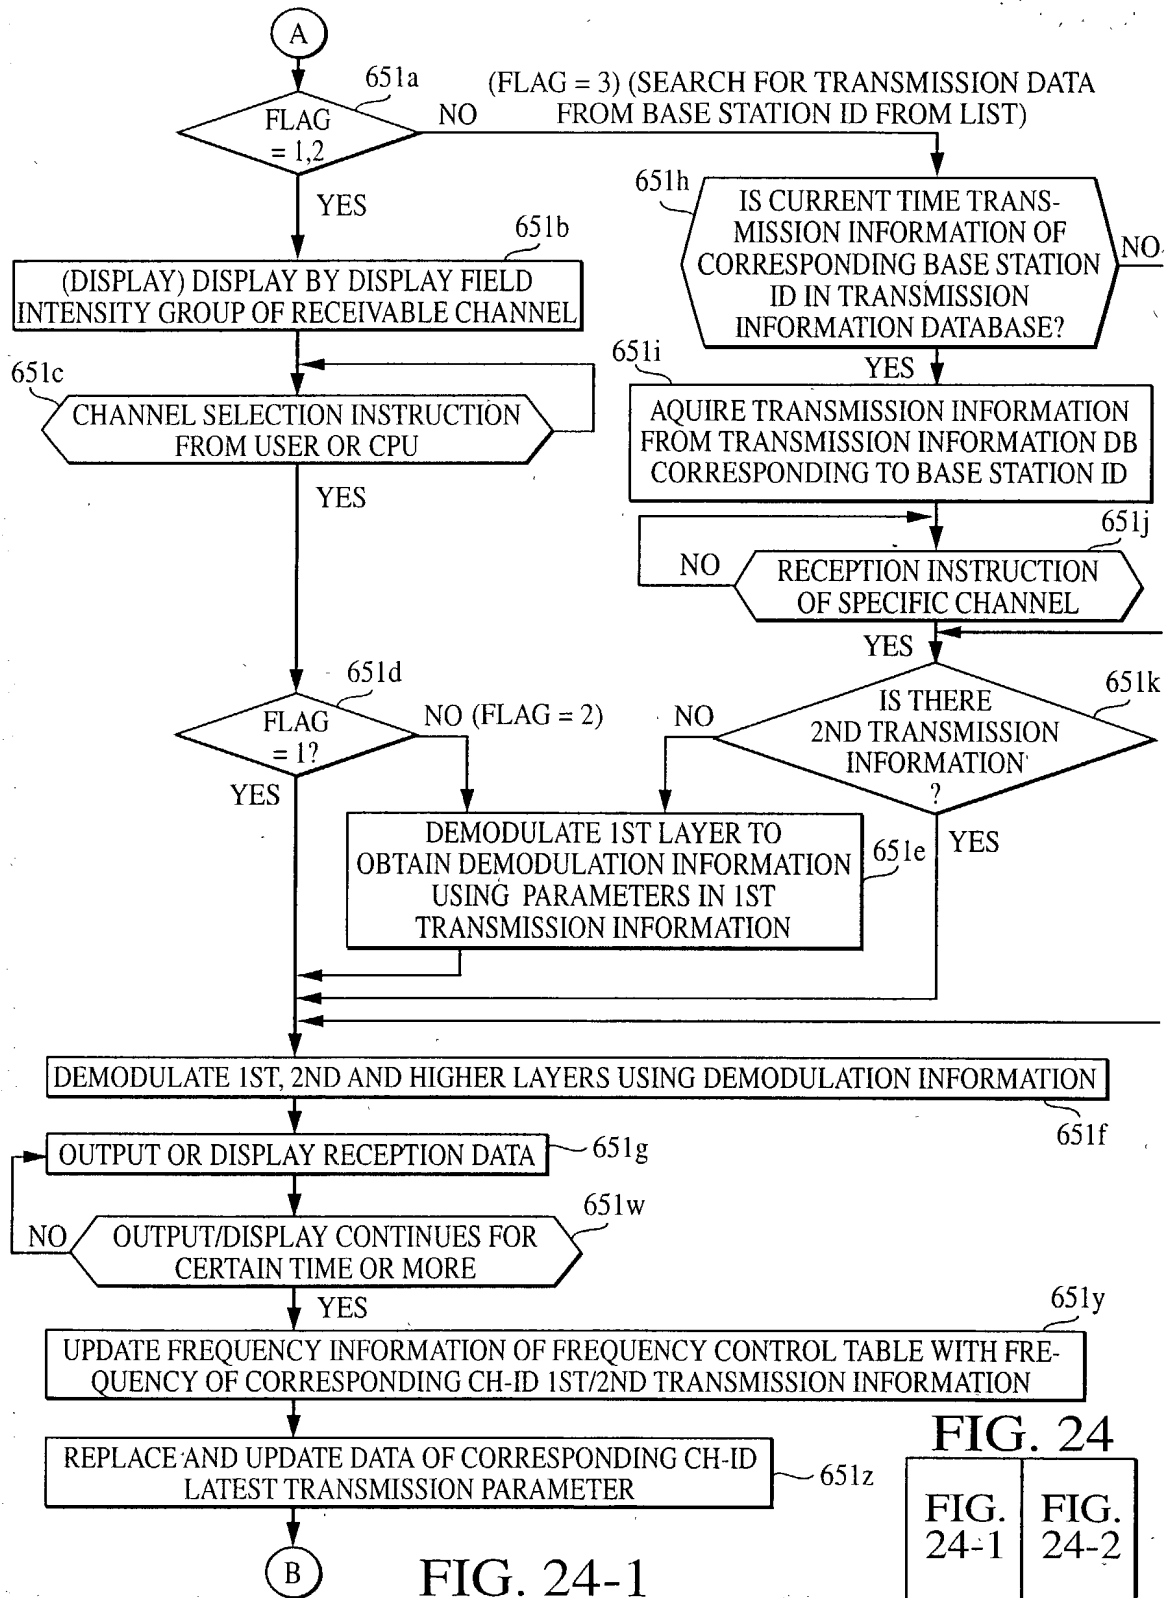 A
651a
FLAG
= 1,2
NO
(FLAG = 3) (SEARCH FOR TRANSMISSION DATA
FROM BASE STATION ID FROM LIST)
YES
651b
(DISPLAY) DISPLAY BY DISPLAY FIELD
INTENSITY GROUP OF RECEIVABLE CHANNEL
651c
CHANNEL SELECTION INSTRUCTION
FROM USER OR CPU
YES
651h
IS CURRENT TIME TRANS-
MISSION INFORMATION OF
CORRESPONDING BASE STATION
ID IN TRANSMISSION
INFORMATION DATABASE?
NO
YES
651i
AQUIRE TRANSMISSION INFORMATION
FROM TRANSMISSION INFORMATION DB
CORRESPONDING TO BASE STATION ID
651j
NO
RECEPTION INSTRUCTION
OF SPECIFIC CHANNEL
YES
651d
FLAG
= 1?
NO (FLAG = 2)
YES
651k
IS THERE
2ND TRANSMISSION
INFORMATION
?
NO
YES
DEMODULATE 1ST LAYER TO
OBTAIN DEMODULATION INFORMATION
USING PARAMETERS IN 1ST
TRANSMISSION INFORMATION
651e
DEMODULATE 1ST, 2ND AND HIGHER LAYERS USING DEMODULATION INFORMATION
651f
OUTPUT OR DISPLAY RECEPTION DATA
651g
651w
NO
OUTPUT/DISPLAY CONTINUES FOR
CERTAIN TIME OR MORE
YES
651y
UPDATE FREQUENCY INFORMATION OF FREQUENCY CONTROL TABLE WITH FRE-
QUENCY OF CORRESPONDING CH-ID 1ST/2ND TRANSMISSION INFORMATION
REPLACE AND UPDATE DATA OF CORRESPONDING CH-ID
LATEST TRANSMISSION PARAMETER
651z
B
FIG. 24-1
FIG. 24
FIG.
24-1
FIG.
24-2